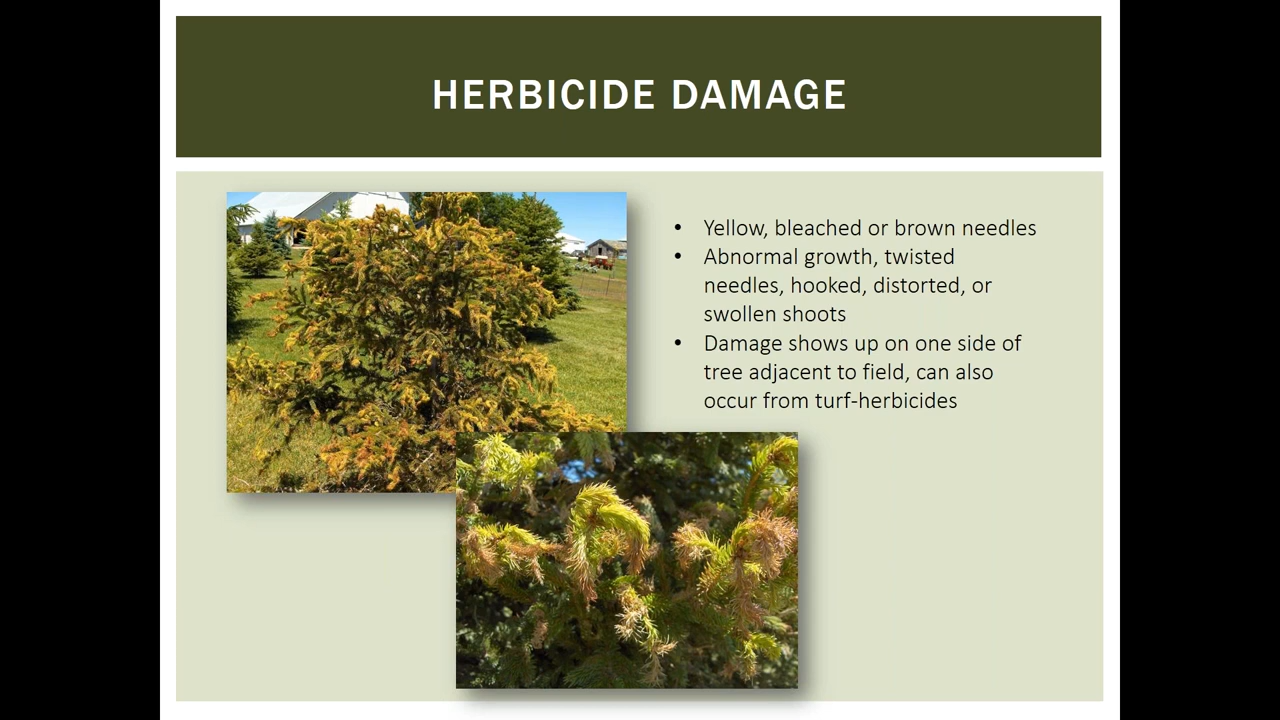 HERBICIDE DAMAGE
• Yellow, bleached or brown needles
• Abnormal growth, twisted
needles, hooked, distorted, or
swollen shoots
• Damage shows up on one side of
tree adjacent to field, can also
occur from turf-herbicides